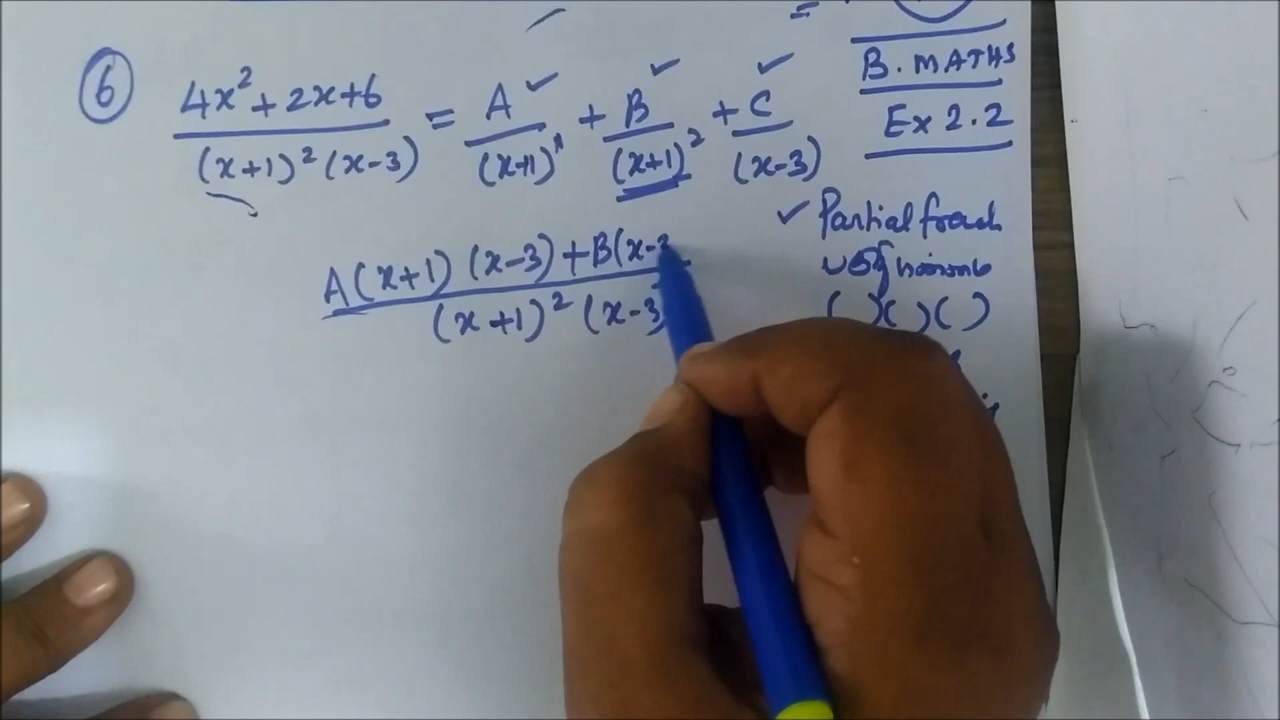 6 4x² + 2x + 6 / (x+1)² (x-3) = A / (x+1) + B / (x+1)² + C / (x-3)
A (x+1) (x-3) + B (x-3 / (x+1)² (x-3)
B. MATHS
Ex 2.2
✓ Partial
( ) ( ) ( )